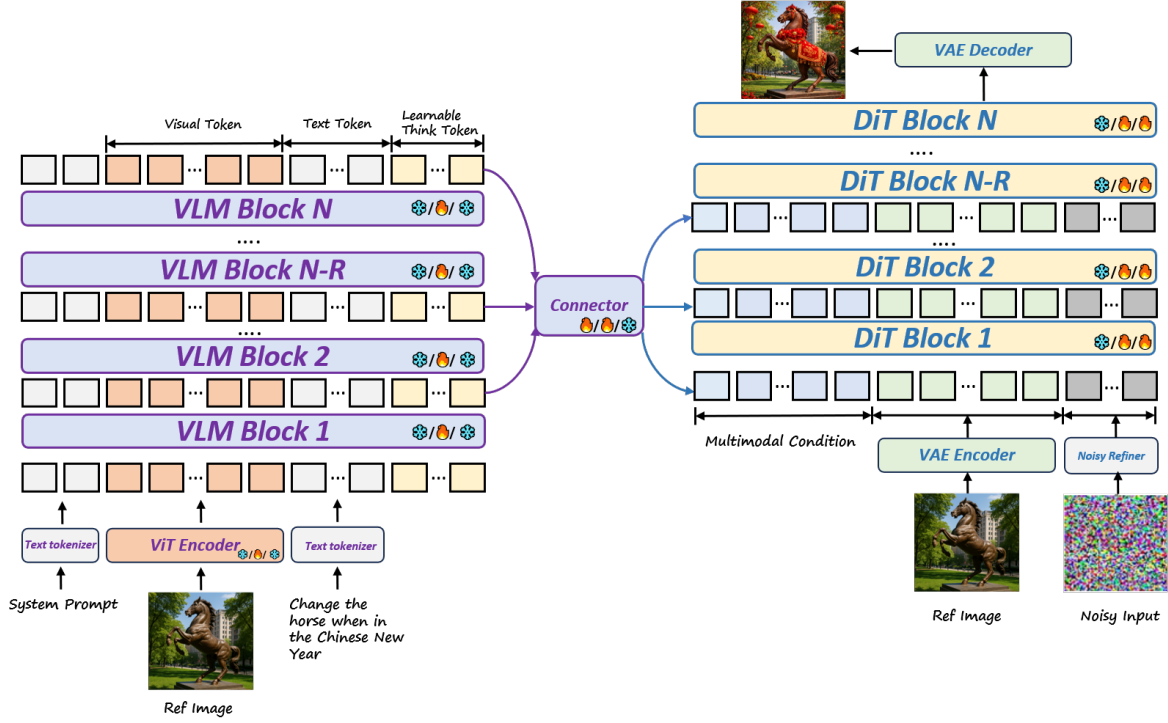 Visual Token
Text Token
Learnable
Think Token
...
...
...
VLM Block N
/ /
....
VLM Block N-R
/ /
...
...
...
....
VLM Block 2
/ /
...
...
...
VLM Block 1
/ /
...
...
...
Text tokenizer
ViT Encoder
/ /
Text tokenizer
System Prompt
Change the
horse when in
the Chinese New
Year
Ref Image
Connector
/ /
VAE Decoder
DiT Block N
/ /
....
DiT Block N-R
/ /
...
...
...
....
DiT Block 2
/ /
...
...
...
DiT Block 1
/ /
...
...
...
Multimodal Condition
VAE Encoder
Noisy Refiner
Ref Image
Noisy Input